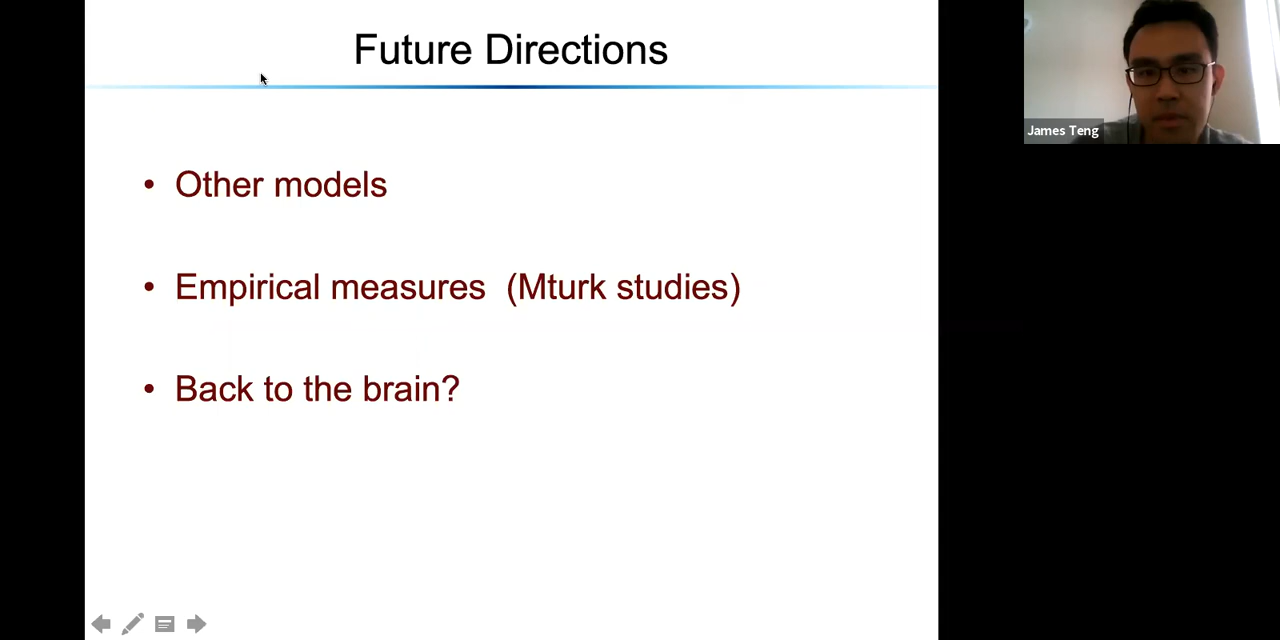 Future Directions
James Teng
• Other models
• Empirical measures (Mturk studies)
• Back to the brain?